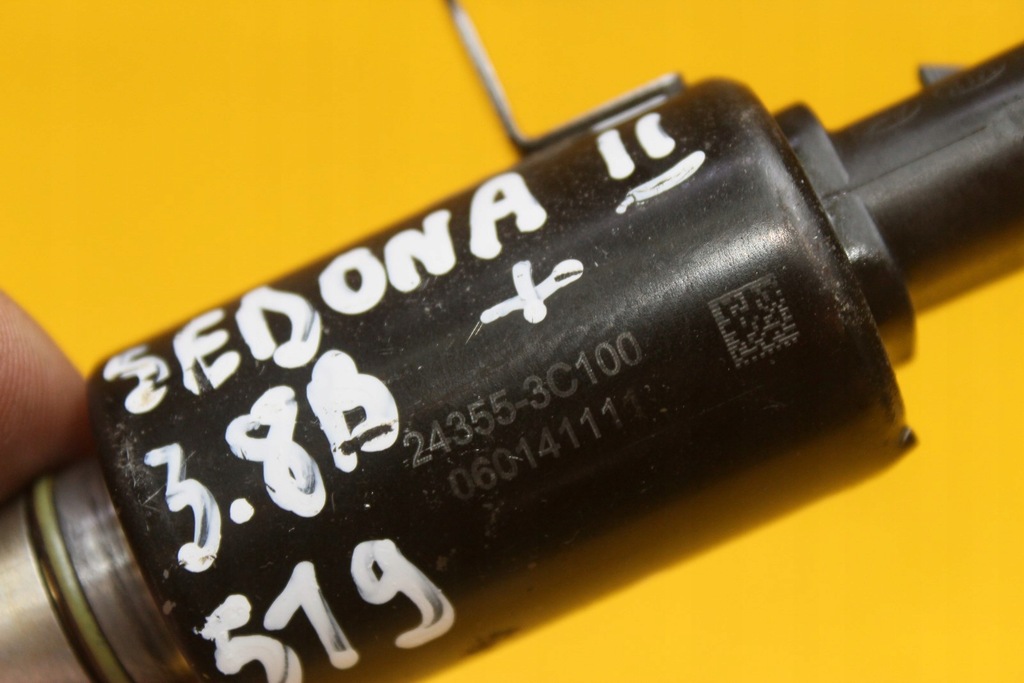 SEDONA II
+
3.8B
519
24355-3C100
060141111